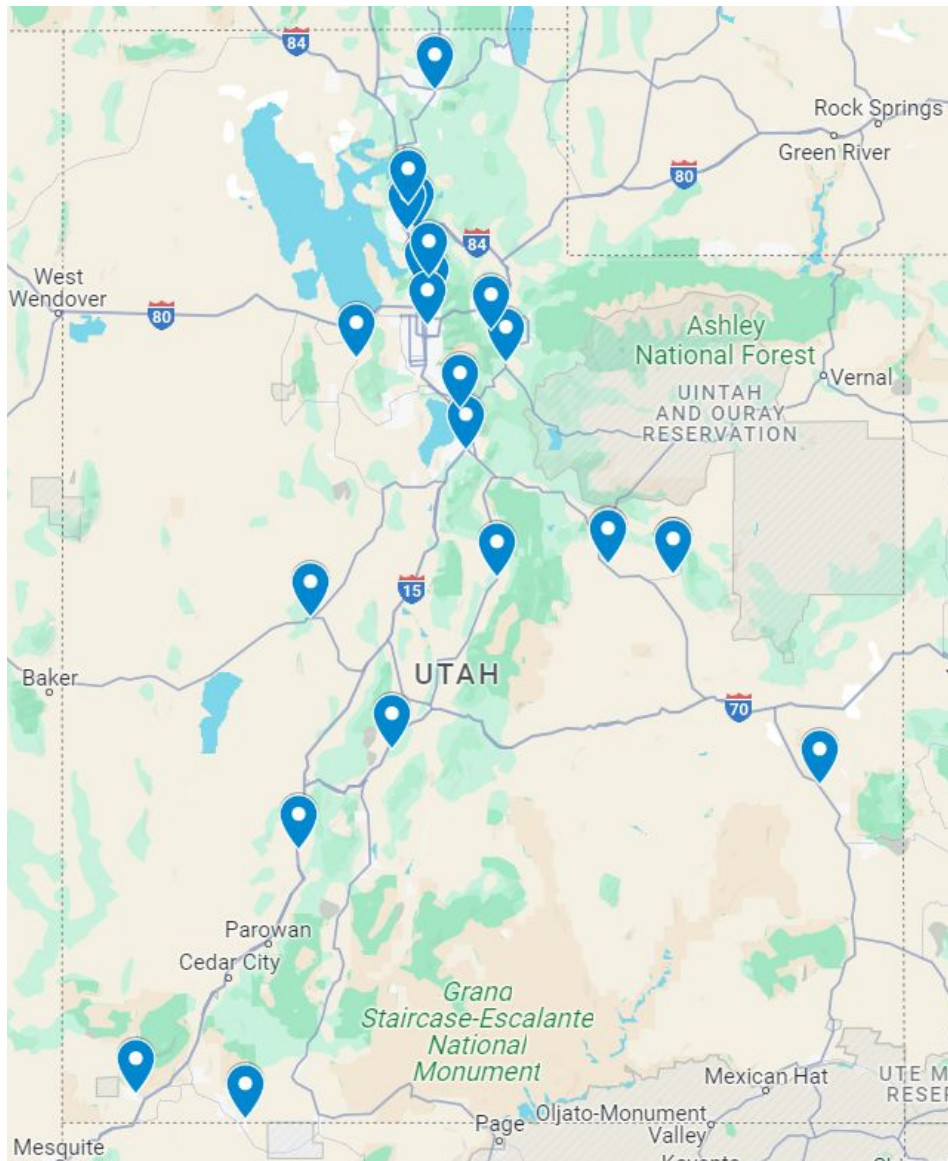 84
Rock Springs
Green River
80
84
West
Wendover
80
Ashley
National Forest
Vernal
UINTAH
AND OURAY
RESERVATION
15
Baker
UTAH
70
Parowan
Cedar City
Grand
Staircase-Escalante
National
Monument
Mexican Hat
UTE M
RESER
Oljato-Monument
Valley
Page
Mesquite